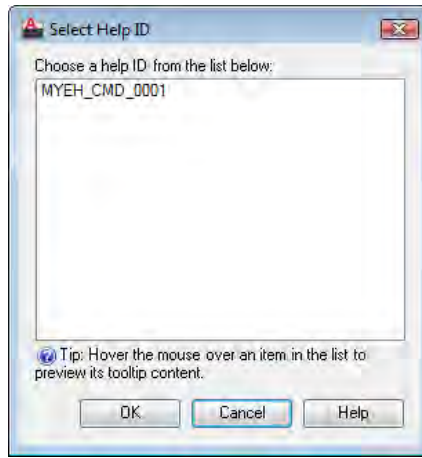 Select Help ID
Choose a help ID from the list below:
MYEH_CMD_0001
Tip: Hover the mouse over an item in the list to
preview its tooltip content.
OK Cancel Help